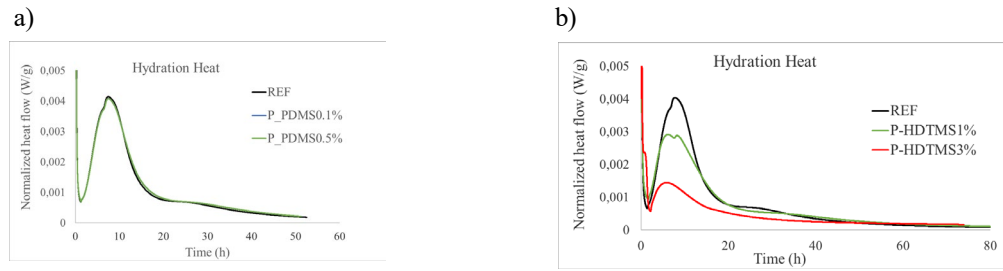 a)
Hydration Heat
Normalized heat flow (W/g)
0,005
0,004
0,003
0,002
0,001
0
REF
P_PDMS0.1%
P_PDMS0.5%
0 10 20 30 40 50 60
Time (h)
b)
Hydration Heat
Normalized heat flow (W/g)
0,005
0,004
0,003
0,002
0,001
0
REF
P-HDTMS1%
P-HDTMS3%
0 20 40 60 80
Time (h)